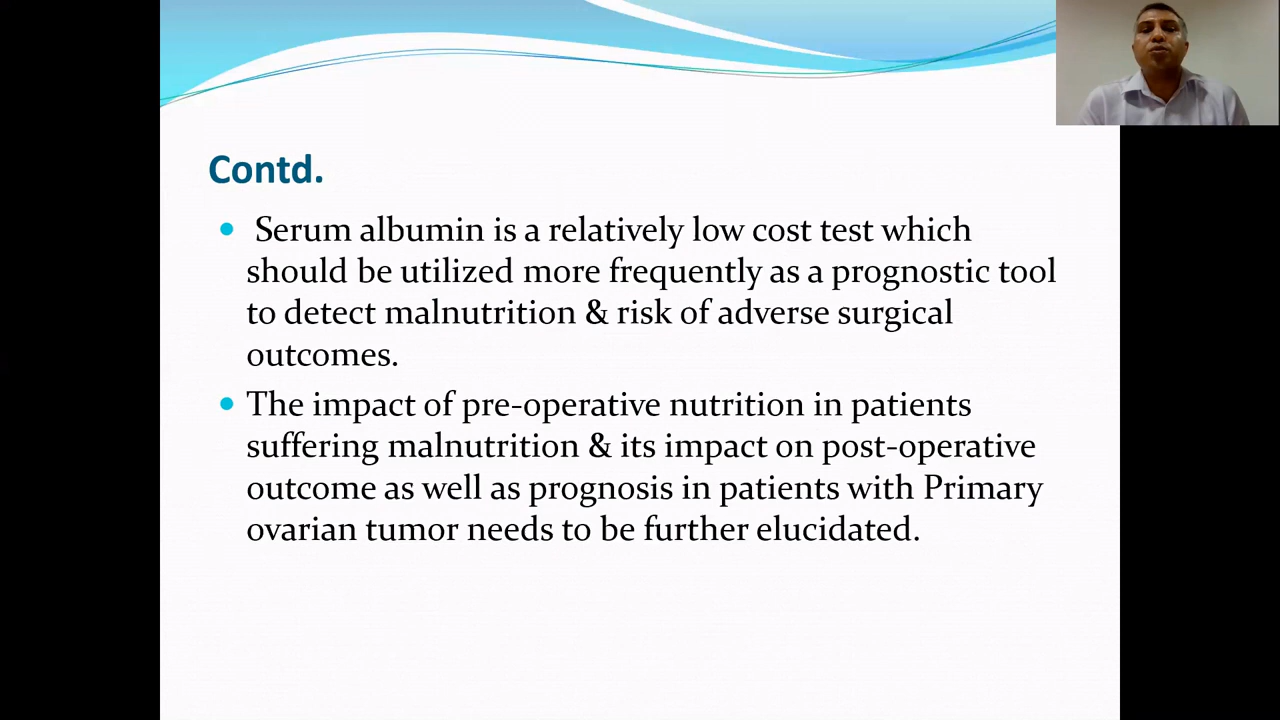 Contd.
Serum albumin is a relatively low cost test which
should be utilized more frequently as a prognostic tool
to detect malnutrition & risk of adverse surgical
outcomes.
The impact of pre-operative nutrition in patients
suffering malnutrition & its impact on post-operative
outcome as well as prognosis in patients with Primary
ovarian tumor needs to be further elucidated.